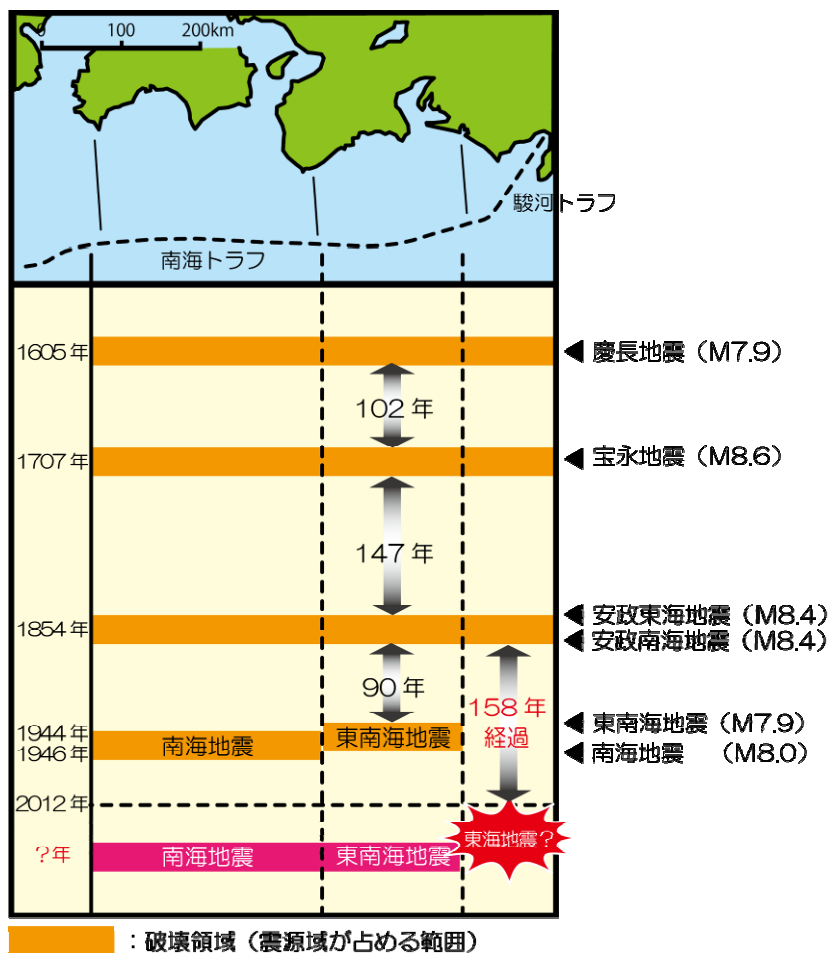 0 100 200km
駿河トラフ
南海トラフ
1605年
慶長地震（M7.9）
102年
1707年
宝永地震（M8.6）
147年
1854年
安政東海地震（M8.4）
安政南海地震（M8.4）
90年
158年
経過
1944年
1946年
南海地震
東南海地震
東南海地震（M7.9）
南海地震　（M8.0）
2012年
東海地震？
？年
南海地震
東南海地震
：破壊領域（震源域が占める範囲）